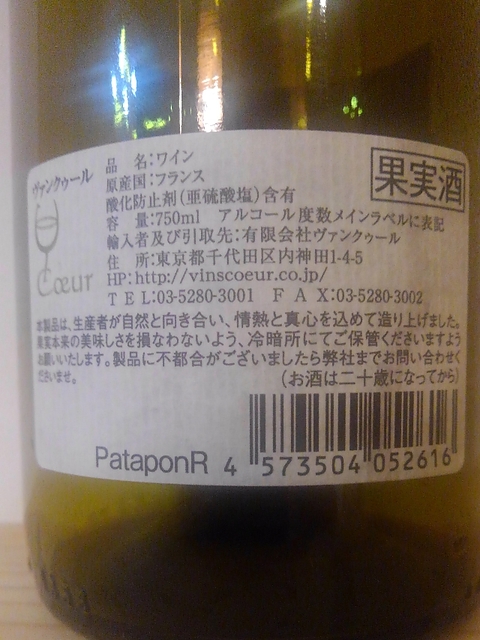 ヴァンクゥール
Cœur
品　名:ワイン
原産国:フランス
酸化防止剤(亜硫酸塩)含有
果実酒
容　量:750ml　アルコール度数メインラベルに表記
輸入者及び引取先:有限会社ヴァンクゥール
住　所:東京都千代田区内神田1-4-5
HP:http://vinscoeur.co.jp/
TEL:03-5280-3001　FAX:03-5280-3002
本製品は、生産者が自然と向き合い、情熱と真心を込めて造り上げました。
果実本来の美味しさを損なわないよう、冷暗所にてご保管くださいますよう
お願いいたします。製品に不都合がございましたら弊社までお問い合わせく
ださいませ。　(お酒は二十歳になってから)
PataponR
4 573504 052616